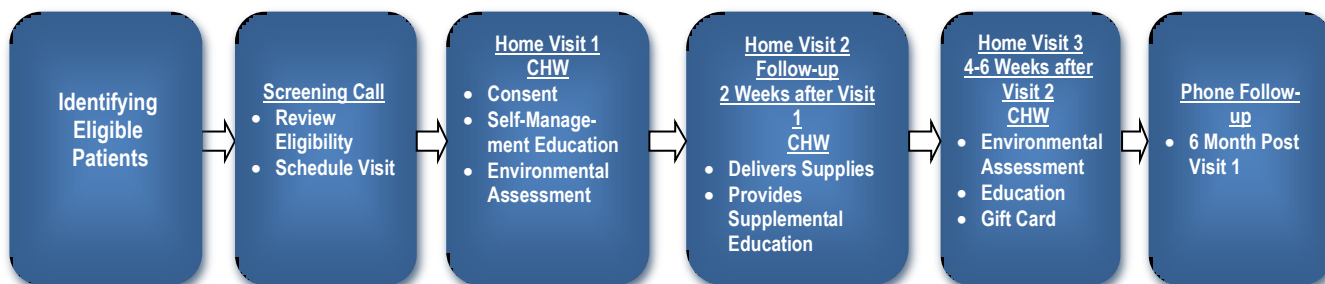 Identifying
Eligible
Patients
Screening Call
• Review
Eligibility
• Schedule Visit
Home Visit 1
CHW
• Consent
• Self-Manage-
ment Education
• Environmental
Assessment
Home Visit 2
Follow-up
2 Weeks after Visit
1
CHW
• Delivers Supplies
• Provides
Supplemental
Education
Home Visit 3
4-6 Weeks after
Visit 2
CHW
• Environmental
Assessment
• Education
• Gift Card
Phone Follow-
up
• 6 Month Post
Visit 1